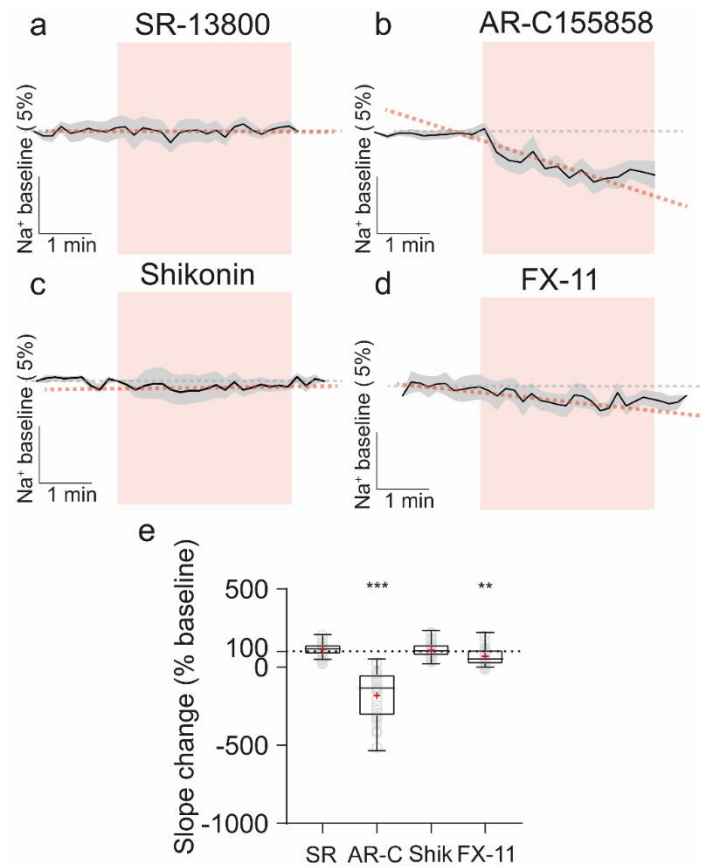 a
SR-13800
b
AR-C155858
Na⁺ baseline ( 5%)
1 min
Na⁺ baseline ( 5%)
1 min
c
Shikonin
d
FX-11
Na⁺ baseline ( 5%)
1 min
Na⁺ baseline ( 5%)
1 min
e
Slope change (% baseline)
500
100
0
-500
-1000
***
**
SR AR-C Shik FX-11